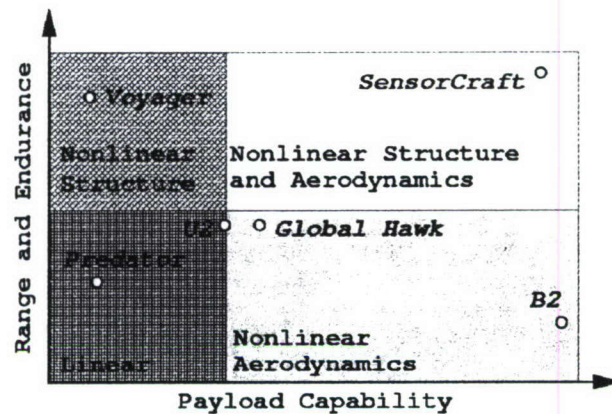 Range and Endurance
SensorCraft
Voyager
Nonlinear
Structure
Nonlinear Structure
and Aerodynamics
U2
Global Hawk
Predator
B2
Linear
Nonlinear
Aerodynamics
Payload Capability